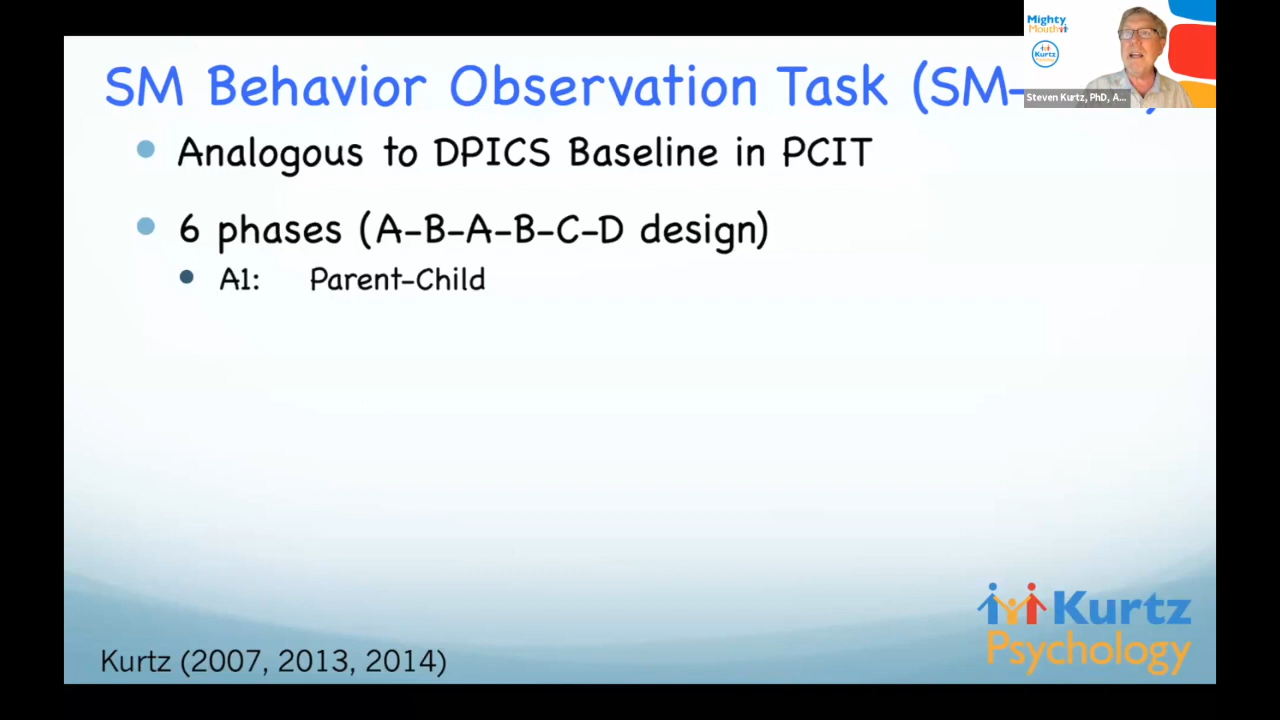 SM Behavior Observation Task (SM-
Analogous to DPICS Baseline in PCIT
6 phases (A-B-A-B-C-D design)
A1: Parent-Child
Kurtz (2007, 2013, 2014)
Kurtz
Psychology
Mighty
Mouth
Kurtz
Steven Kurtz, PhD, A...